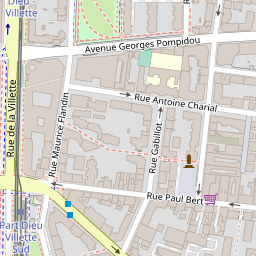 Dieu -
Villette
Avenue Georges Pompidou
Rue Antoine Charial
Rue de la Villette
Rue Maurice Flandin
Rue Gabillot
Rue Paul Bert
Part Dieu
Villette
Sud